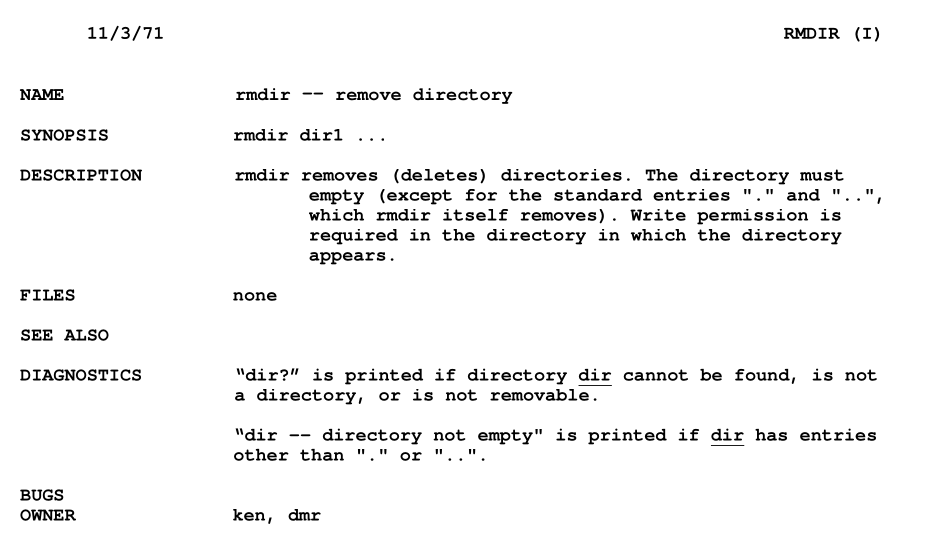 11/3/71 RMDIR (I)
NAME rmdir -- remove directory
SYNOPSIS rmdir dir1 ...
DESCRIPTION rmdir removes (deletes) directories. The directory must
empty (except for the standard entries "." and "..",
which rmdir itself removes). Write permission is
required in the directory in which the directory
appears.
FILES none
SEE ALSO
DIAGNOSTICS “dir?” is printed if directory dir cannot be found, is not
a directory, or is not removable.
“dir -- directory not empty" is printed if dir has entries
other than "." or "..".
BUGS
OWNER ken, dmr